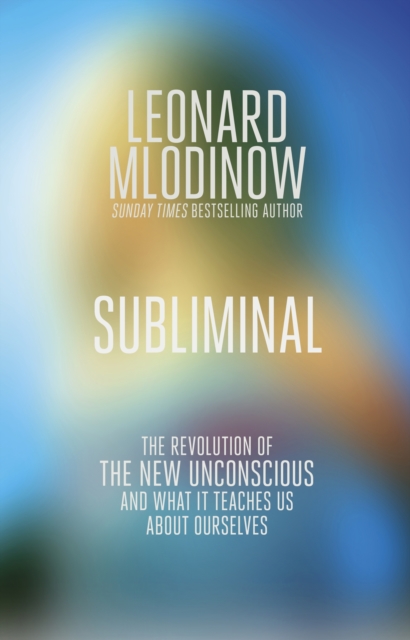 LEONARD
MLODINOW
SUNDAY TIMES BESTSELLING AUTHOR
SUBLIMINAL
THE REVOLUTION OF
THE NEW UNCONSCIOUS
AND WHAT IT TEACHES US
ABOUT OURSELVES